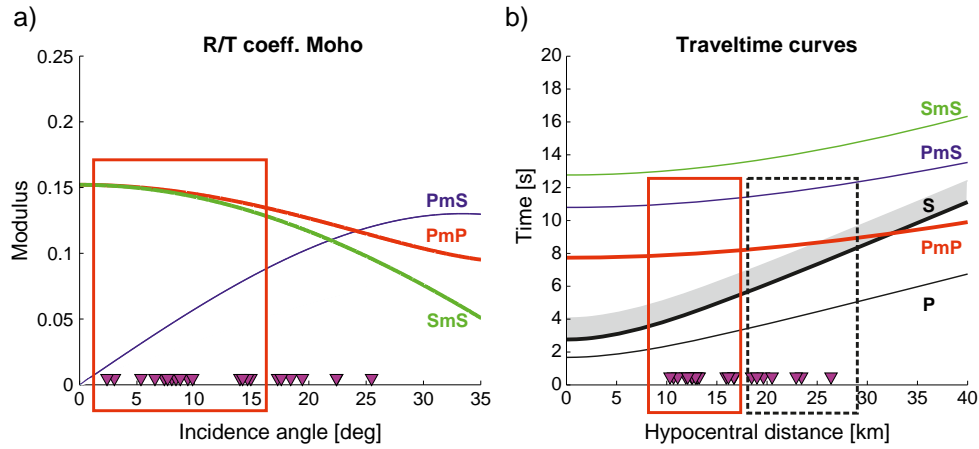 a)
R/T coeff. Moho
0.25
0.2
0.15
0.1
0.05
0
Modulus
PmS
PmP
SmS
0 5 10 15 20 25 30 35
Incidence angle [deg]
b)
Traveltime curves
20
18
16
14
12
10
8
6
4
2
0
Time [s]
SmS
PmS
S
PmP
P
0 5 10 15 20 25 30 35 40
Hypocentral distance [km]